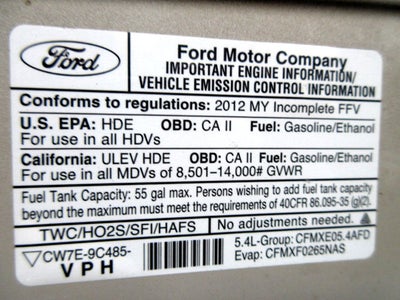 Ford
Ford Motor Company
IMPORTANT ENGINE INFORMATION/
VEHICLE EMISSION CONTROL INFORMATION
Conforms to regulations: 2012 MY Incomplete FFV
U.S. EPA: HDE OBD: CA II Fuel: Gasoline/Ethanol
For use in all HDVs
California: ULEV HDE OBD: CA II Fuel: Gasoline/Ethanol
For use in all MDVs of 8,501-14,000# GVWR
Fuel Tank Capacity: 55 gal max. Persons wishing to add fuel tank capacity
beyond the maximum must meet the requirements of 40CFR 86.095-35 (g)(2).
TWC/HO2S/SFI/HAFS No adjustments needed.
CW7E-9C485- 5.4L-Group: CFMXE05.4AFD
VPH Evap: CFMXF0265NAS